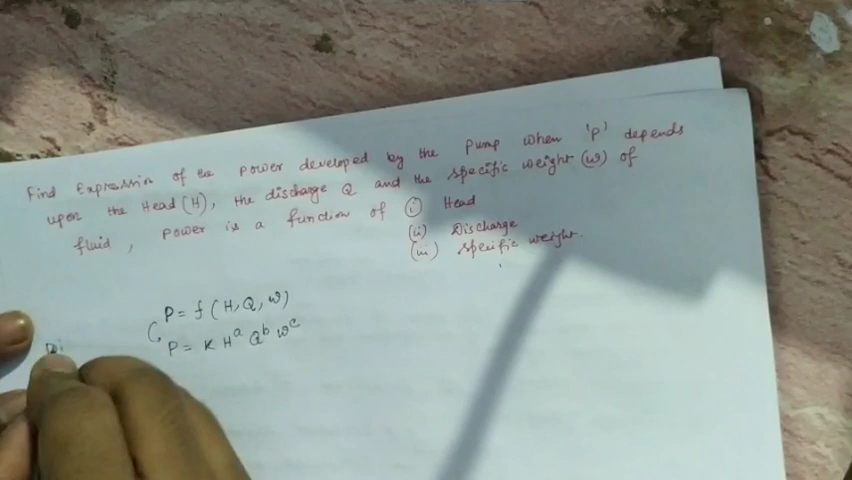 Find Expression of the power developed by the pump when 'p' depends
upon the Head (H), the discharge Q and the specific weight (w) of
fluid, power is a function of (i) Head
(ii) Discharge
(iii) specific weight.
P = f (H, Q, w)
P = K H^a Q^b w^c